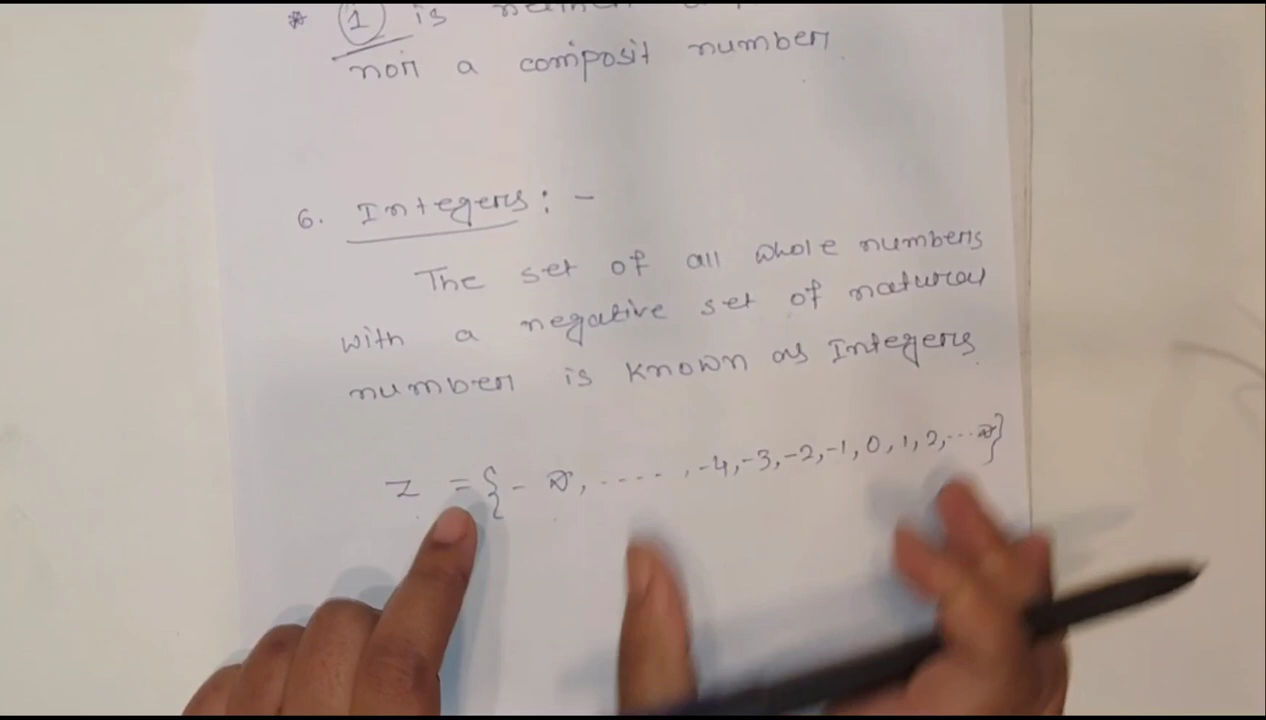 * 1 is
nor a composit number
6. Integers: -
The set of all whole numbers
with a negative set of natural
number is known as Integers
Z = {- ∞, ....., -4, -3, -2, -1, 0, 1, 2, ... ∞}